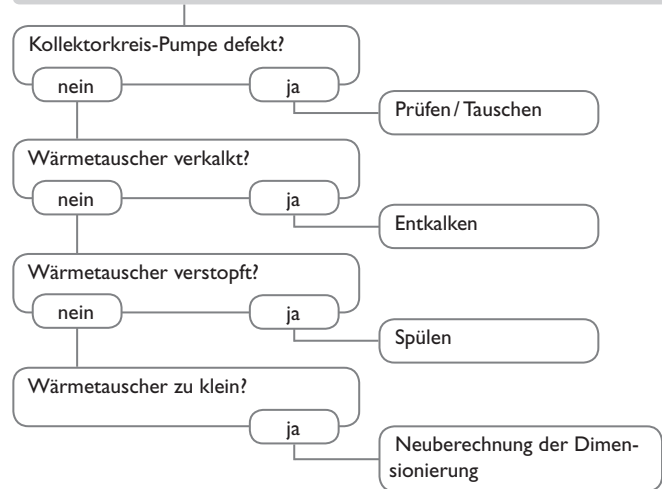 Kollektorkreis-Pumpe defekt?
nein
ja
Prüfen / Tauschen
Wärmetauscher verkalkt?
nein
ja
Entkalken
Wärmetauscher verstopft?
nein
ja
Spülen
Wärmetauscher zu klein?
ja
Neuberechnung der Dimen-
sionierung